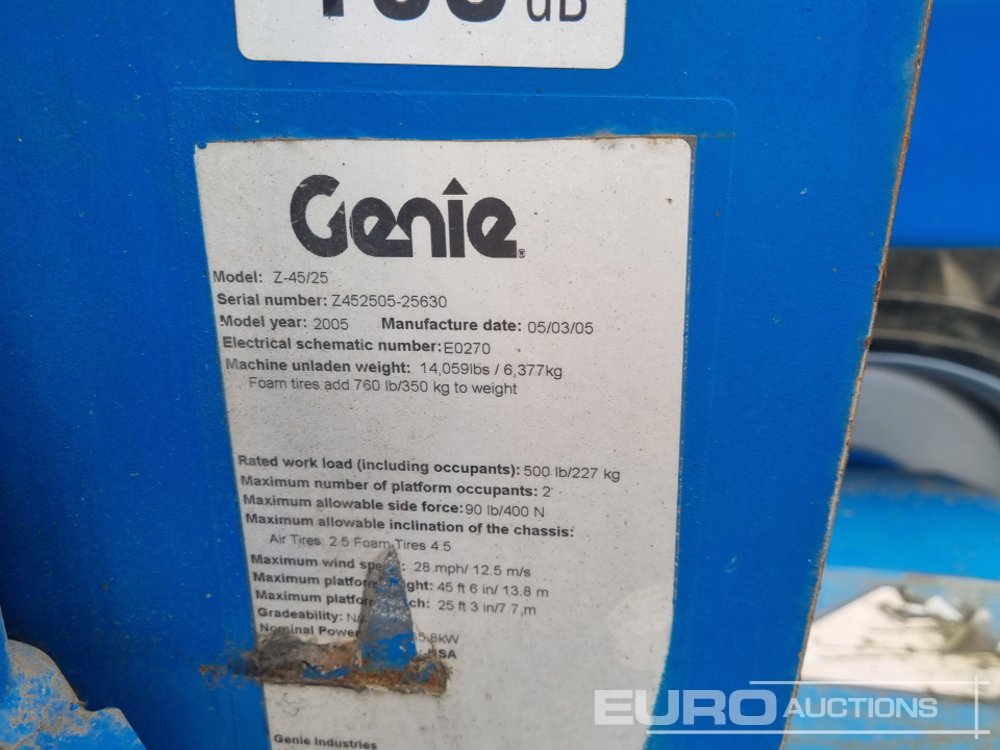 dB
Genie
Model: Z-45/25
Serial number: Z452505-25630
Model year: 2005 Manufacture date: 05/03/05
Electrical schematic number: E0270
Machine unladen weight: 14,059lbs / 6,377kg
Foam tires add 760 lb/350 kg to weight
Rated work load (including occupants): 500 lb/227 kg
Maximum number of platform occupants: 2
Maximum allowable side force: 90 lb/400 N
Maximum allowable inclination of the chassis:
Air Tires: 2.5 Foam Tires 4.5
Maximum wind 28 mph/ 12.5 m/s
Maximum 45 ft 6 in/ 13.8 m
Maximum 25 ft 3 in/7.7 m
Gradeability:
Nominal Power
Genie Industries
EURO AUCTIONS